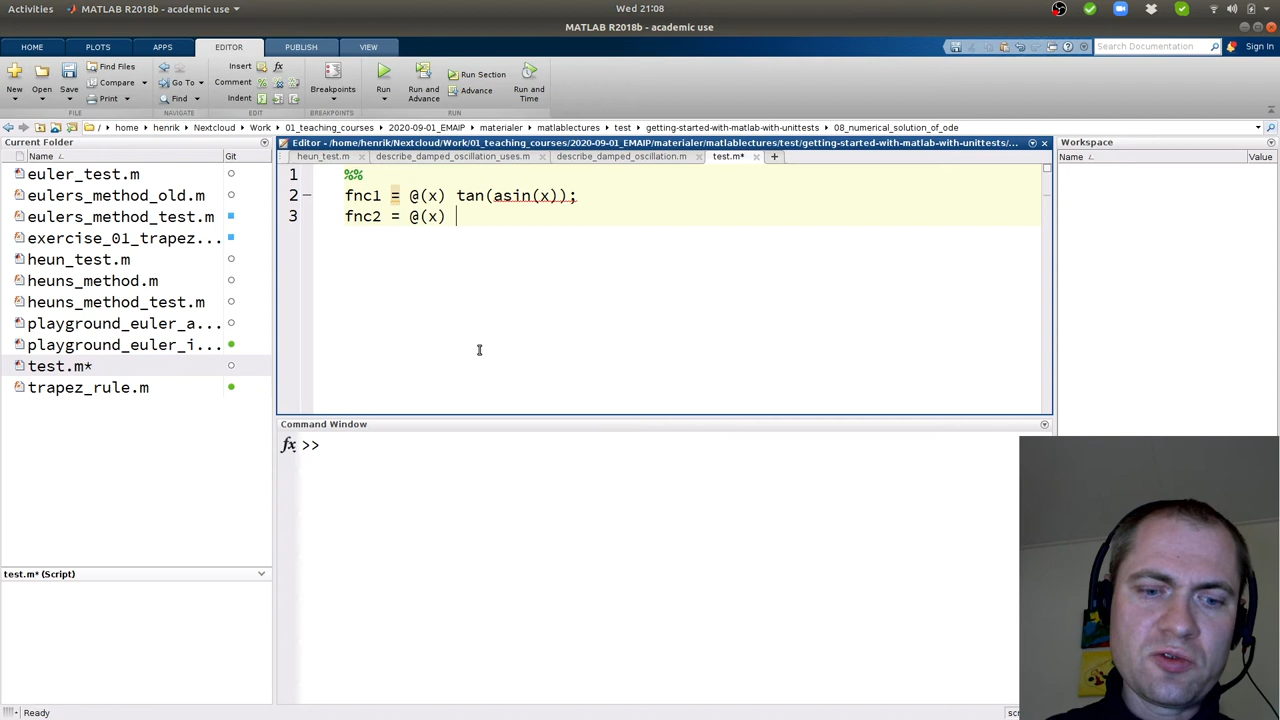 Activities
MATLAB R2018b - academic use
Wed 21:08
MATLAB R2018b - academic use
HOME PLOTS APPS EDITOR PUBLISH VIEW
Search Documentation
Sign In
New Open Save
Find Files
Compare
Print
Go To
Find
Insert
Comment
Indent
Breakpoints
Run
Run and Advance
Run Section
Advance
Run and Time
FILE NAVIGATE EDIT BREAKPOINTS RUN
/ home henrik Nextcloud Work 01_teaching_courses 2020-09-01_EMAIP materialer matlablectures test getting-started-with-matlab-with-unittests 08_numerical_solution_of_ode
Current Folder
Name Git
euler_test.m
eulers_method_old.m
eulers_method_test.m
exercise_01_trapez...
heun_test.m
heuns_method.m
heuns_method_test.m
playground_euler_a...
playground_euler_i...
test.m*
trapez_rule.m
test.m* (Script)
Editor - /home/henrik/Nextcloud/Work/01_teaching_courses/2020-09-01_EMAIP/materialer/matlablectures/test/getting-started-with-matlab-with-unittests/...
heun_test.m describe_damped_oscillation_uses.m describe_damped_oscillation.m test.m*
1 %%
2 fnc1 = @(x) tan(asin(x));
3 fnc2 = @(x)
Command Window
fx >>
Workspace
Name Value
Ready